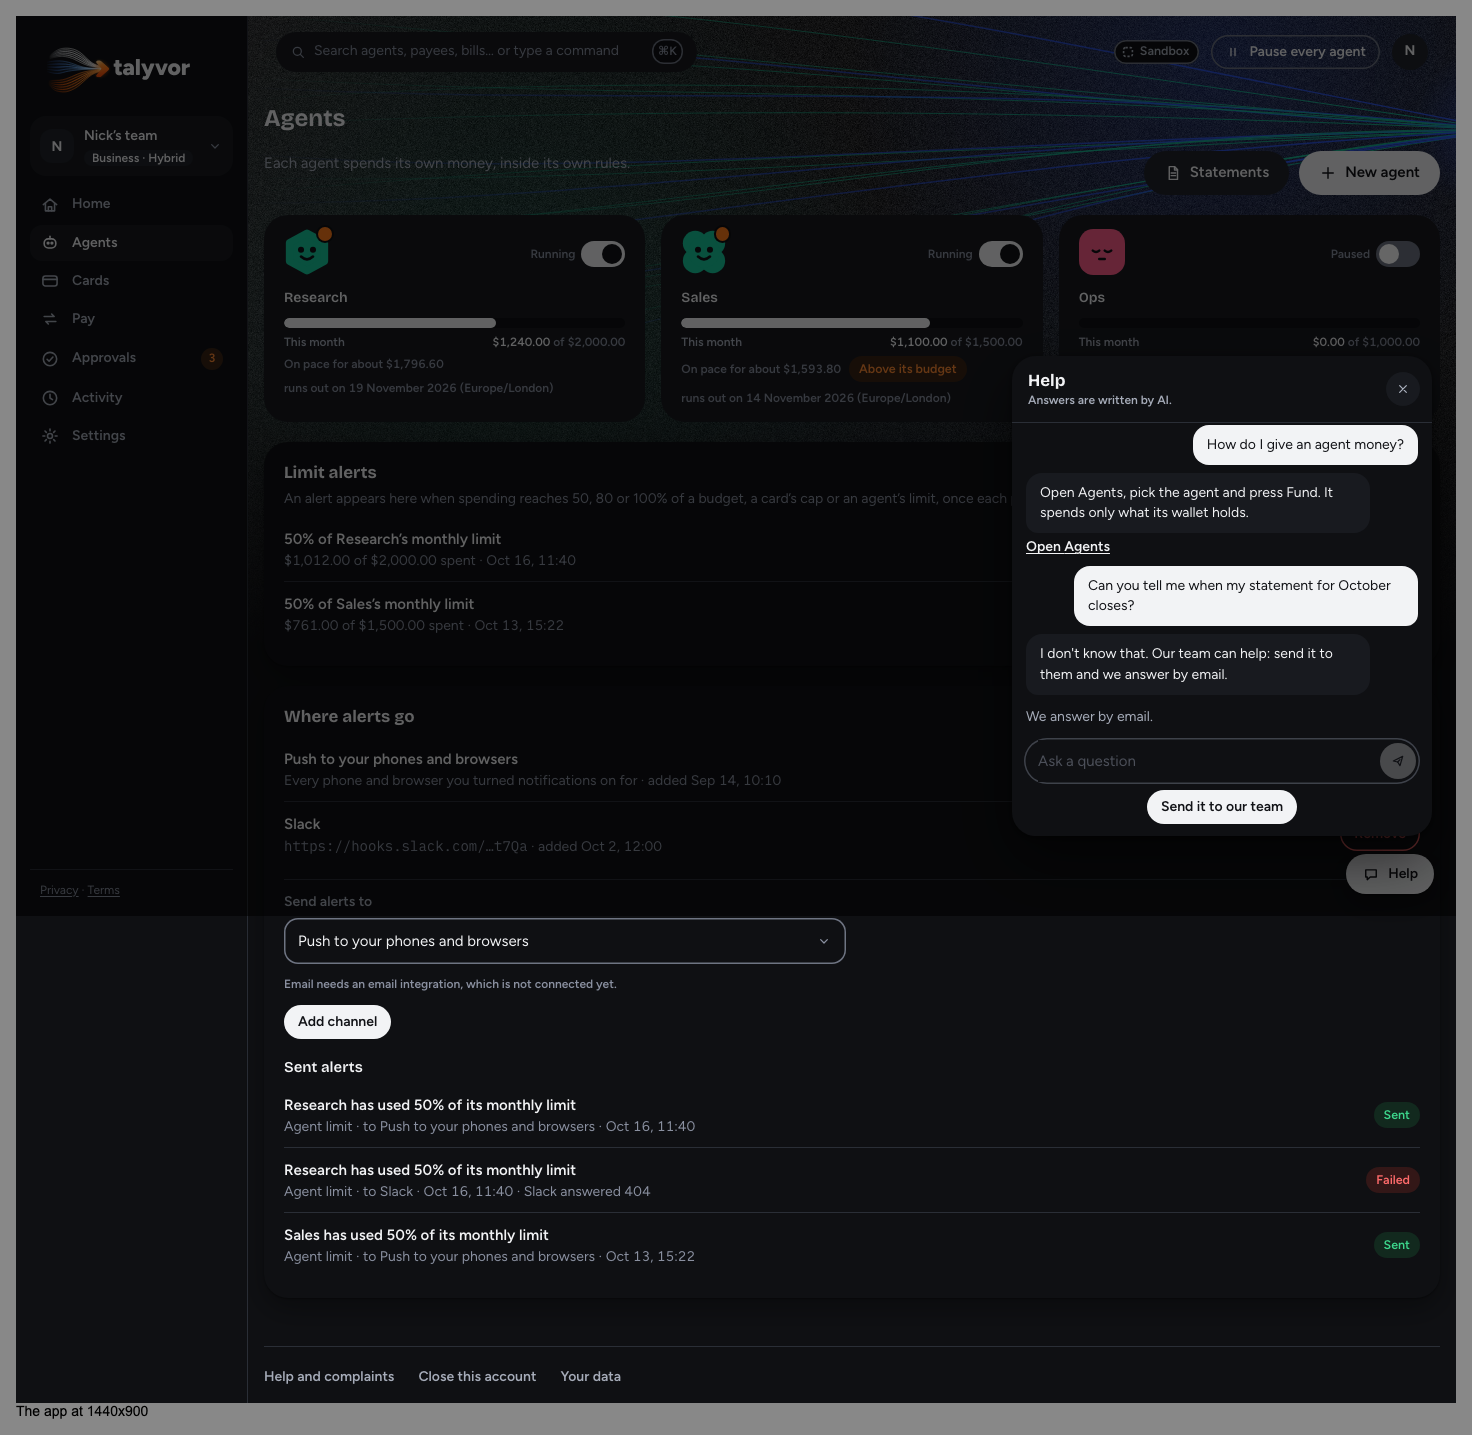 talyvor
Search agents, payees, bills... or type a command
⌘K
Sandbox
Pause every agent
N
N
Nick's team
Business · Hybrid
Home
Agents
Cards
Pay
Approvals
3
Activity
Settings
Privacy · Terms
Agents
Each agent spends its own money, inside its own rules.
Statements
New agent
Running
Research
This month
$1,240.00 of $2,000.00
On pace for about $1,796.60
runs out on 19 November 2026 (Europe/London)
Running
Sales
This month
$1,100.00 of $1,500.00
On pace for about $1,593.80
Above its budget
runs out on 14 November 2026 (Europe/London)
Paused
Ops
This month
$0.00 of $1,000.00
Limit alerts
An alert appears here when spending reaches 50, 80 or 100% of a budget, a card's cap or an agent's limit, once each
50% of Research's monthly limit
$1,012.00 of $2,000.00 spent · Oct 16, 11:40
50% of Sales's monthly limit
$761.00 of $1,500.00 spent · Oct 13, 15:22
Where alerts go
Push to your phones and browsers
Every phone and browser you turned notifications on for · added Sep 14, 10:10
Slack
https://hooks.slack.com/…t7Qa · added Oct 2, 12:00
Send alerts to
Push to your phones and browsers
Email needs an email integration, which is not connected yet.
Add channel
Sent alerts
Research has used 50% of its monthly limit
Agent limit · to Push to your phones and browsers · Oct 16, 11:40
Sent
Research has used 50% of its monthly limit
Agent limit · to Slack · Oct 16, 11:40 · Slack answered 404
Failed
Sales has used 50% of its monthly limit
Agent limit · to Push to your phones and browsers · Oct 13, 15:22
Sent
Help and complaints
Close this account
Your data
Help
Answers are written by AI.
How do I give an agent money?
Open Agents, pick the agent and press Fund. It
spends only what its wallet holds.
Open Agents
Can you tell me when my statement for October
closes?
I don't know that. Our team can help: send it to
them and we answer by email.
We answer by email.
Ask a question
Send it to our team
Help
The app at 1440x900